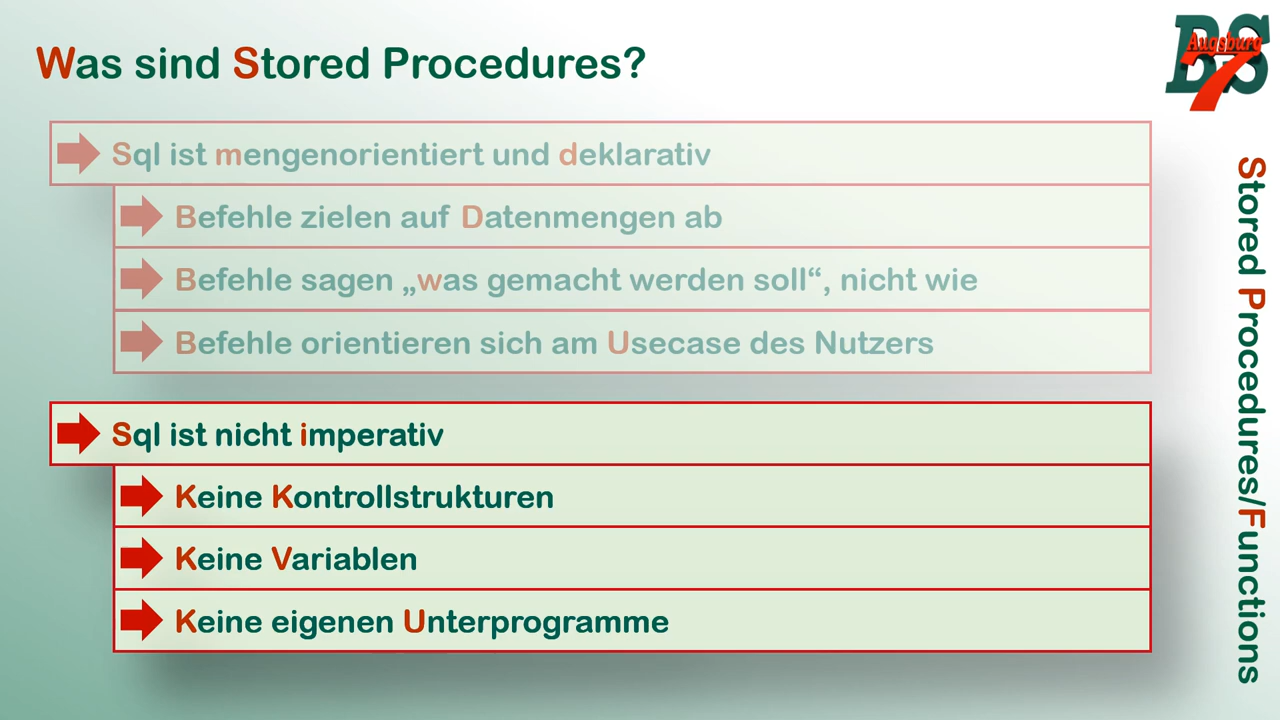 Was sind Stored Procedures?
BS
Augsburg
7
Sql ist mengenorientiert und deklarativ
Befehle zielen auf Datenmengen ab
Befehle sagen „was gemacht werden soll“, nicht wie
Befehle orientieren sich am Usecase des Nutzers
Sql ist nicht imperativ
Keine Kontrollstrukturen
Keine Variablen
Keine eigenen Unterprogramme
Stored Procedures/Functions